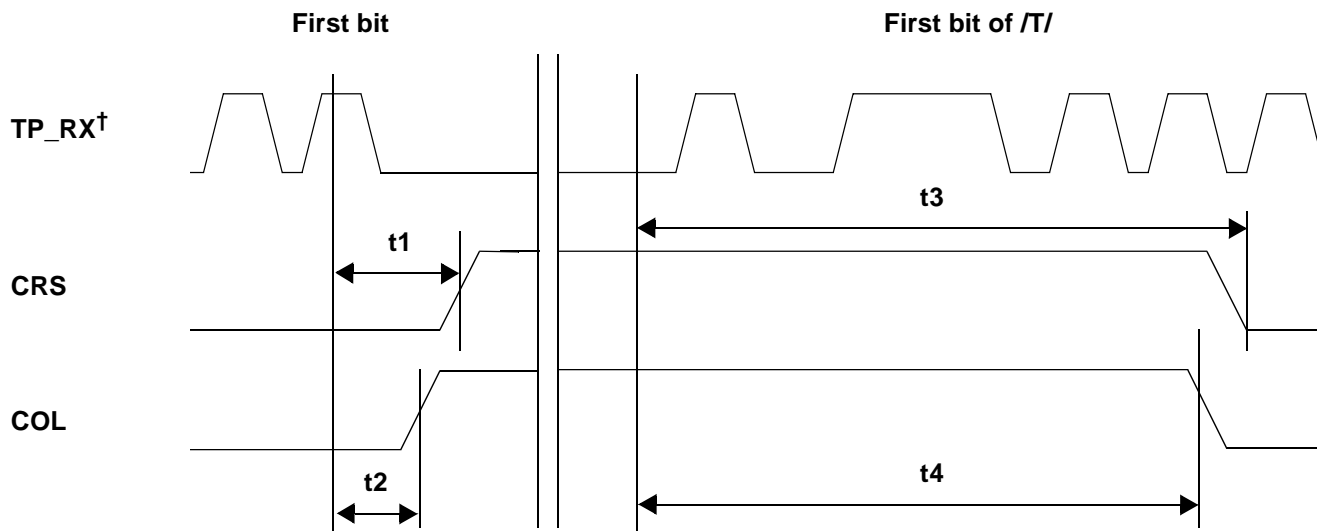 First bit
First bit of /T/
TP_RX†
t3
t1
CRS
COL
t2
t4